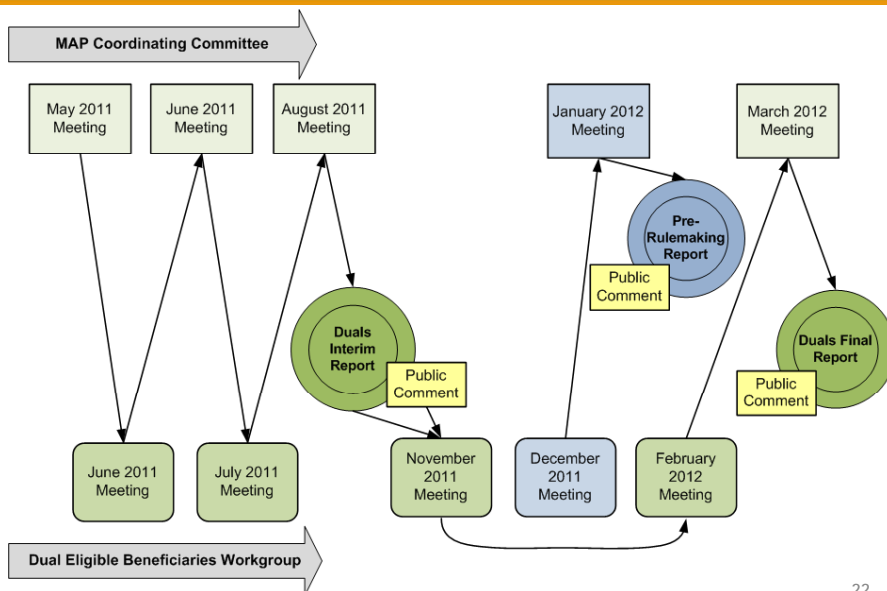 MAP Coordinating Committee
May 2011
Meeting
June 2011
Meeting
August 2011
Meeting
January 2012
Meeting
March 2012
Meeting
Pre-
Rulemaking
Report
Public
Comment
Duals
Interim
Report
Public
Comment
Duals Final
Report
Public
Comment
June 2011
Meeting
July 2011
Meeting
November
2011
Meeting
December
2011
Meeting
February
2012
Meeting
Dual Eligible Beneficiaries Workgroup
22